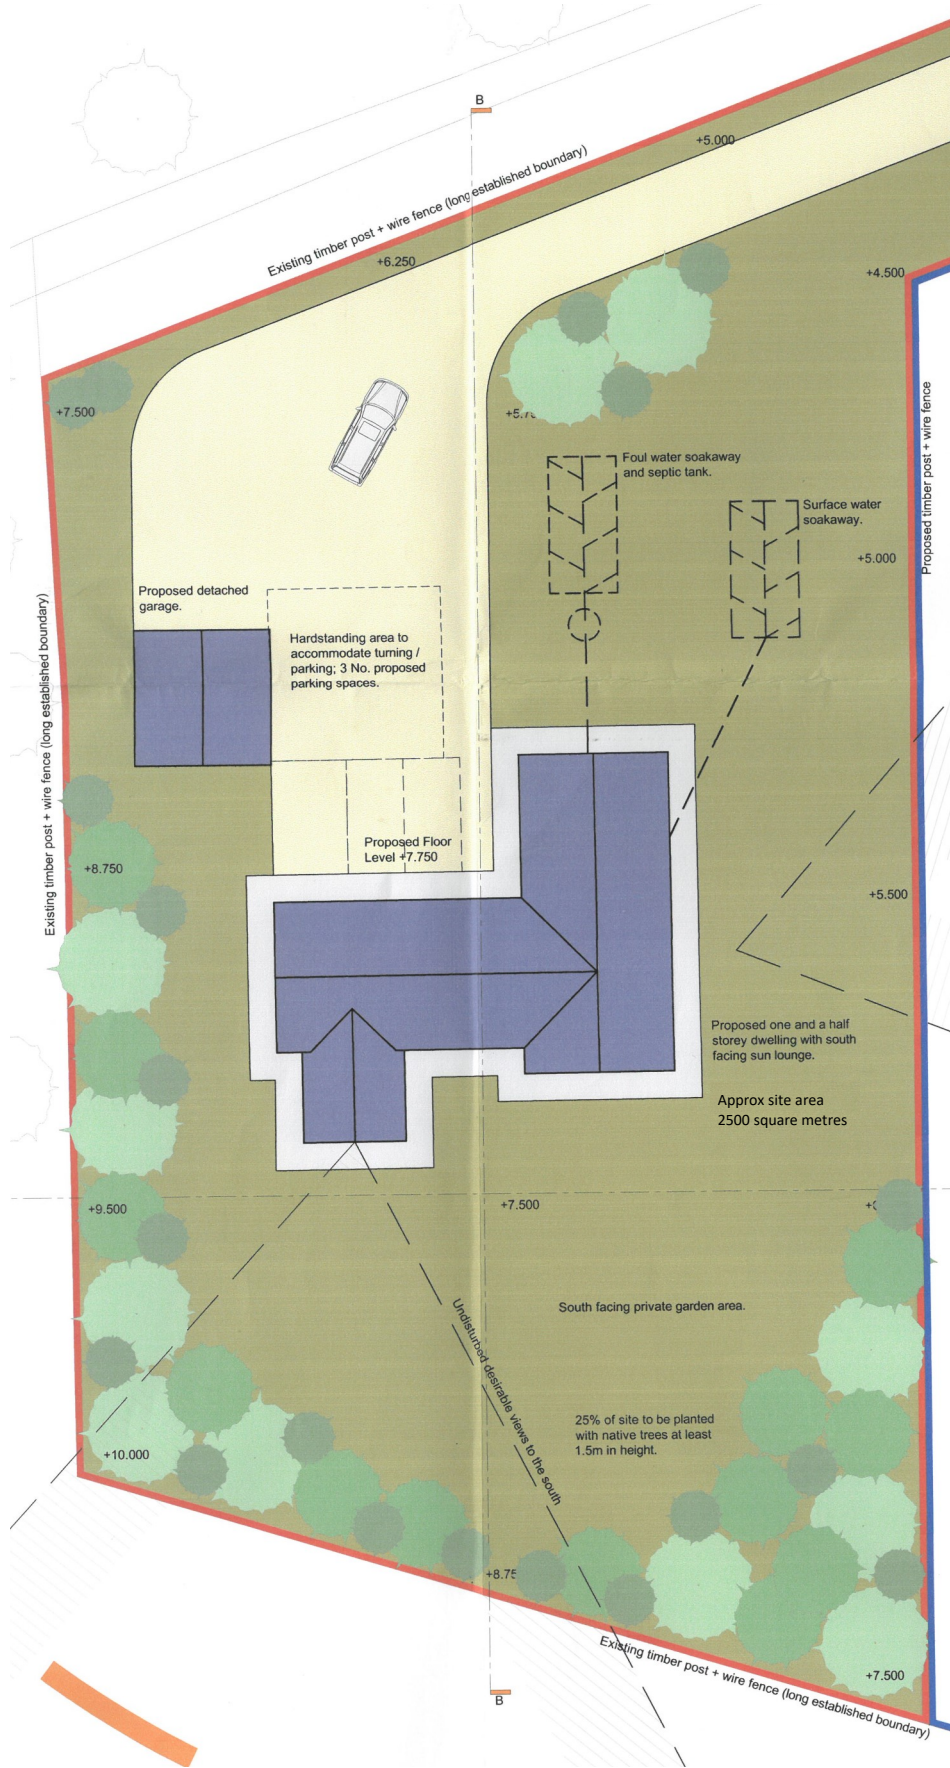 B
+5.000
Existing timber post + wire fence (long established boundary)
+6.250
+4.500
+7.500
Proposed timber post + wire fence
Foul water soakaway
and septic tank.
Surface water
soakaway.
+5.000
Proposed detached
garage.
Existing timber post + wire fence (long established boundary)
Hardstanding area to
accommodate turning /
parking; 3 No. proposed
parking spaces.
Proposed Floor
Level +7.750
+8.750
+5.500
Proposed one and a half
storey dwelling with south
facing sun lounge.
Approx site area
2500 square metres
+9.500
+7.500
South facing private garden area.
Undisturbed desirable views to the south
25% of site to be planted
with native trees at least
1.5m in height.
+10.000
+8.75
Existing timber post + wire fence (long established boundary)
+7.500
B